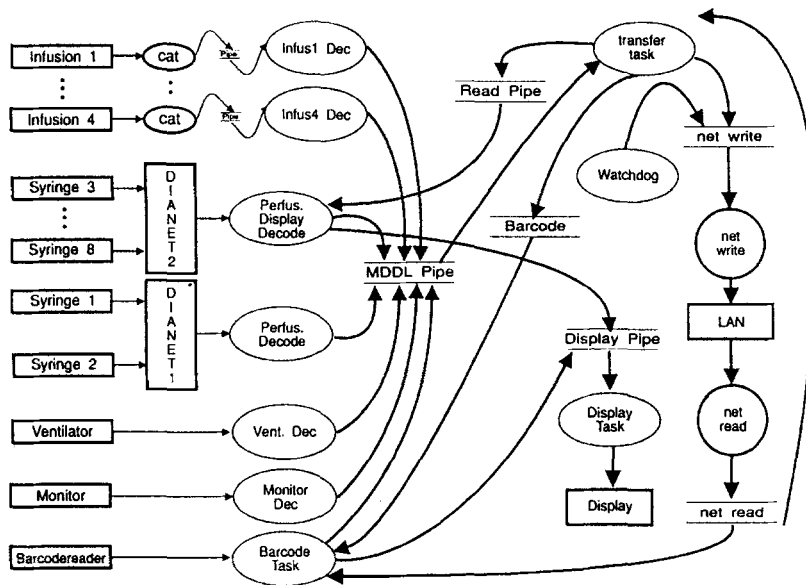 Infusion 1
cat
Pipe
Infus1 Dec
transfer
task
Read Pipe
Infusion 4
cat
Pipe
Infus4 Dec
net write
Watchdog
Syringe 3
DIANET2
Perfus.
Display
Decode
Barcode
Syringe 8
net
write
MDDL Pipe
Syringe 1
DIANET1
Perfus.
Decode
LAN
Display Pipe
Syringe 2
Display
Task
net
read
Ventilator
Vent. Dec
Monitor
Monitor
Dec
Display
net read
Barcodereader
Barcode
Task